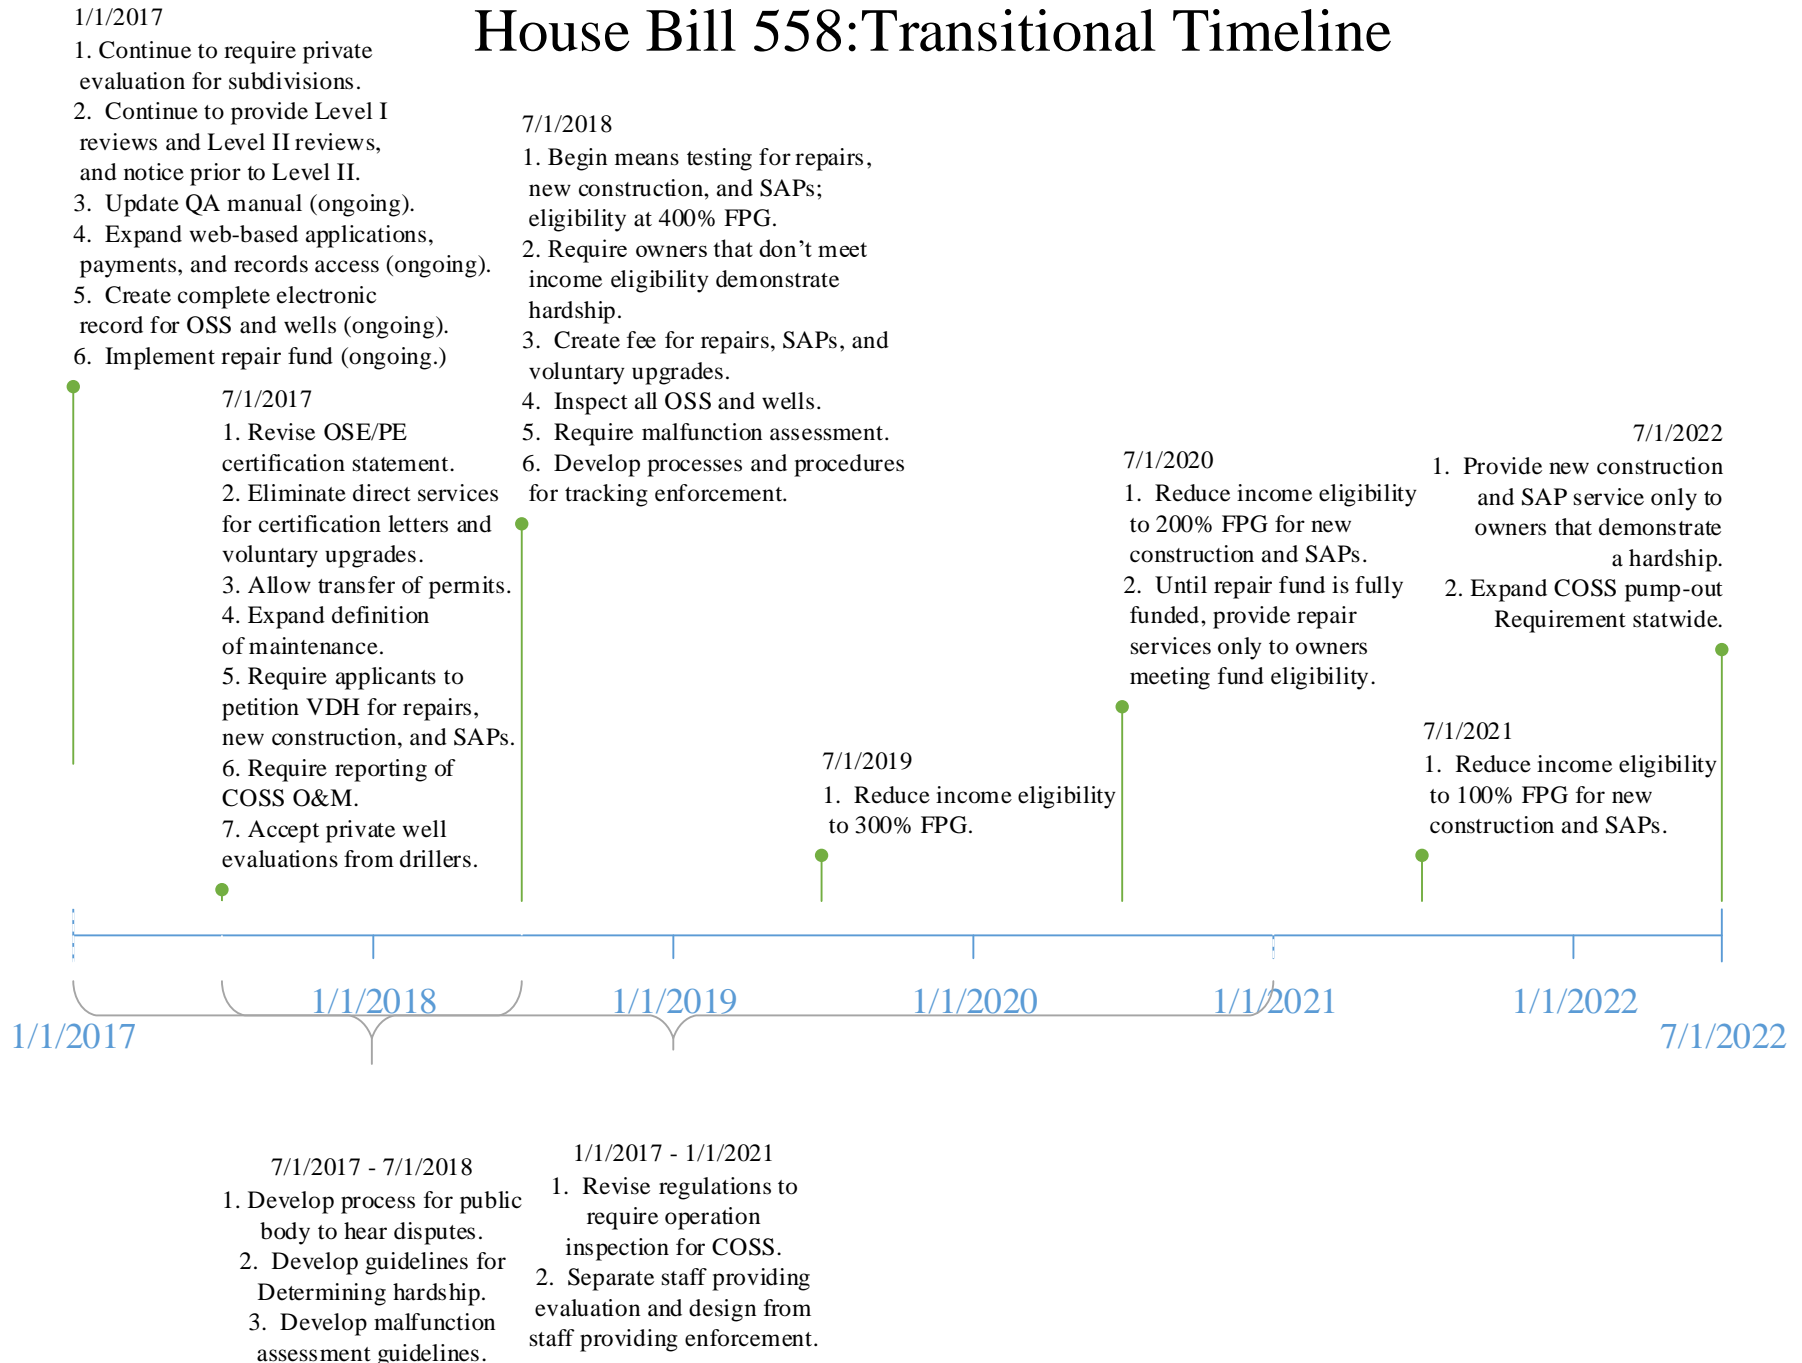 House Bill 558:Transitional Timeline
1/1/2017
1. Continue to require private
evaluation for subdivisions.
2. Continue to provide Level I
reviews and Level II reviews,
and notice prior to Level II.
3. Update QA manual (ongoing).
4. Expand web-based applications,
payments, and records access (ongoing).
5. Create complete electronic
record for OSS and wells (ongoing).
6. Implement repair fund (ongoing.)
7/1/2017
1. Revise OSE/PE
certification statement.
2. Eliminate direct services
for certification letters and
voluntary upgrades.
3. Allow transfer of permits.
4. Expand definition
of maintenance.
5. Require applicants to
petition VDH for repairs,
new construction, and SAPs.
6. Require reporting of
COSS O&M.
7. Accept private well
evaluations from drillers.
7/1/2018
1. Begin means testing for repairs,
new construction, and SAPs;
eligibility at 400% FPG.
2. Require owners that don’t meet
income eligibility demonstrate
hardship.
3. Create fee for repairs, SAPs, and
voluntary upgrades.
4. Inspect all OSS and wells.
5. Require malfunction assessment.
6. Develop processes and procedures
for tracking enforcement.
7/1/2019
1. Reduce income eligibility
to 300% FPG.
7/1/2020
1. Reduce income eligibility
to 200% FPG for new
construction and SAPs.
2. Until repair fund is fully
funded, provide repair
services only to owners
meeting fund eligibility.
7/1/2021
1. Reduce income eligibility
to 100% FPG for new
construction and SAPs.
7/1/2022
1. Provide new construction
and SAP service only to
owners that demonstrate
a hardship.
2. Expand COSS pump-out
Requirement statwide.
1/1/2017
1/1/2018
1/1/2019
1/1/2020
1/1/2021
1/1/2022
7/1/2022
7/1/2017 - 7/1/2018
1. Develop process for public
body to hear disputes.
2. Develop guidelines for
Determining hardship.
3. Develop malfunction
assessment guidelines.
1/1/2017 - 1/1/2021
1. Revise regulations to
require operation
inspection for COSS.
2. Separate staff providing
evaluation and design from
staff providing enforcement.